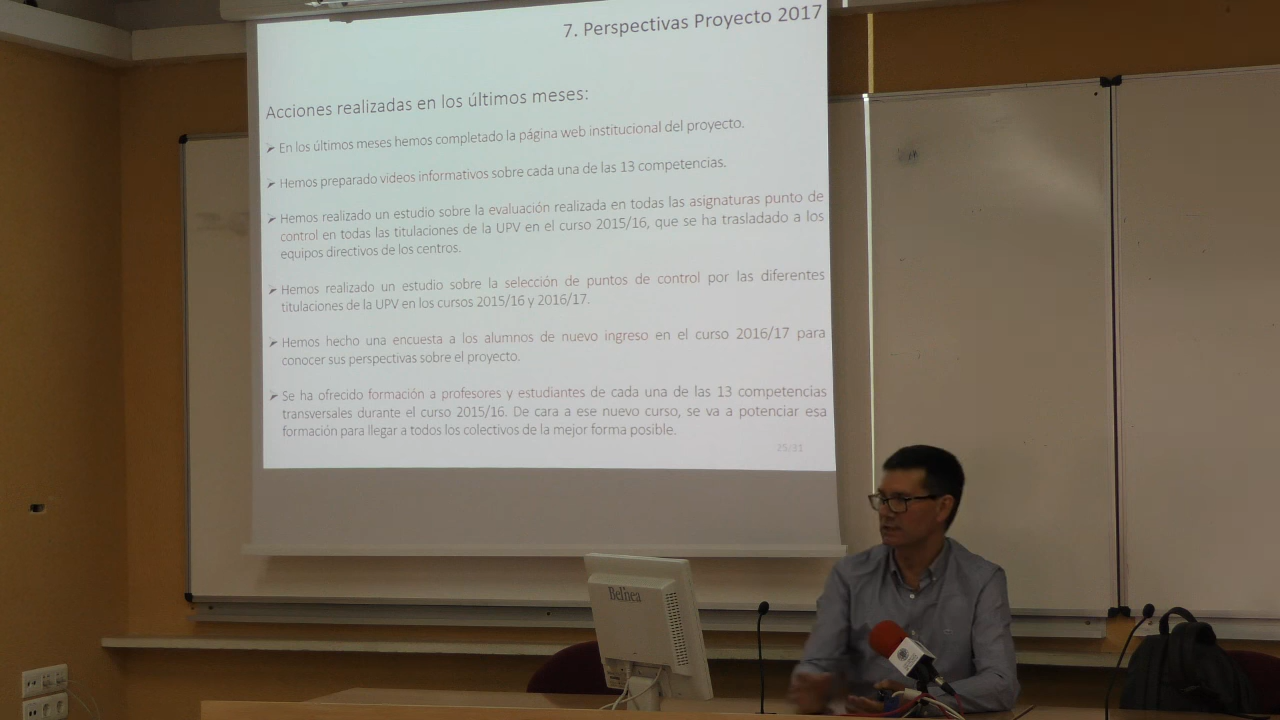 7. Perspectivas Proyecto 2017
Acciones realizadas en los últimos meses:
➢ En los últimos meses hemos completado la página web institucional del proyecto.
➢ Hemos preparado videos informativos sobre cada una de las 13 competencias.
➢ Hemos realizado un estudio sobre la evaluación realizada en todas las asignaturas punto de
control en todas las titulaciones de la UPV en el curso 2015/16, que se ha trasladado a los
equipos directivos de los centros.
➢ Hemos realizado un estudio sobre la selección de puntos de control por las diferentes
titulaciones de la UPV en los cursos 2015/16 y 2016/17.
➢ Hemos hecho una encuesta a los alumnos de nuevo ingreso en el curso 2016/17 para
conocer sus perspectivas sobre el proyecto.
➢ Se ha ofrecido formación a profesores y estudiantes de cada una de las 13 competencias
transversales durante el curso 2015/16. De cara a ese nuevo curso, se va a potenciar esa
formación para llegar a todos los colectivos de la mejor forma posible.
25/31
Belinea